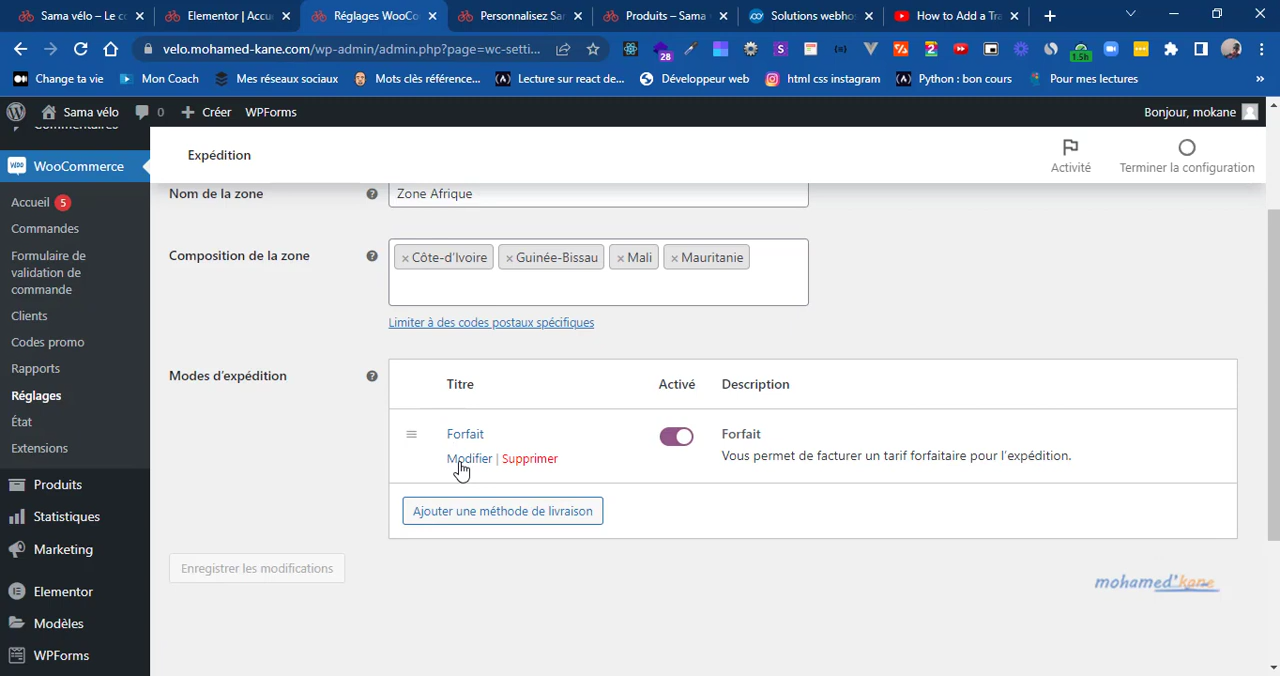 Sama vélo – Le co
Elementor | Accu
Réglages WooCo
Personnalisez Sar
Produits – Sama v
Solutions webhos
How to Add a Tra
velo.mohamed-kane.com/wp-admin/admin.php?page=wc-setti...
28
1.5h
Change ta vie
Mon Coach
Mes réseaux sociaux
Mots clés référence...
Lecture sur react de...
Développeur web
html css instagram
Python : bon cours
Pour mes lectures
»
Sama vélo
0
Créer
WPForms
Bonjour, mokane
Commentaires
WooCommerce
Accueil 5
Commandes
Formulaire de
validation de
commande
Clients
Codes promo
Rapports
Réglages
État
Extensions
Produits
Statistiques
Marketing
Elementor
Modèles
WPForms
Expédition
Activité
Terminer la configuration
Nom de la zone
Zone Afrique
Composition de la zone
× Côte-d'Ivoire
× Guinée-Bissau
× Mali
× Mauritanie
Limiter à des codes postaux spécifiques
Modes d'expédition
Titre
Activé
Description
Forfait
Modifier | Supprimer
Forfait
Vous permet de facturer un tarif forfaitaire pour l'expédition.
Ajouter une méthode de livraison
Enregistrer les modifications
mohamed'kane